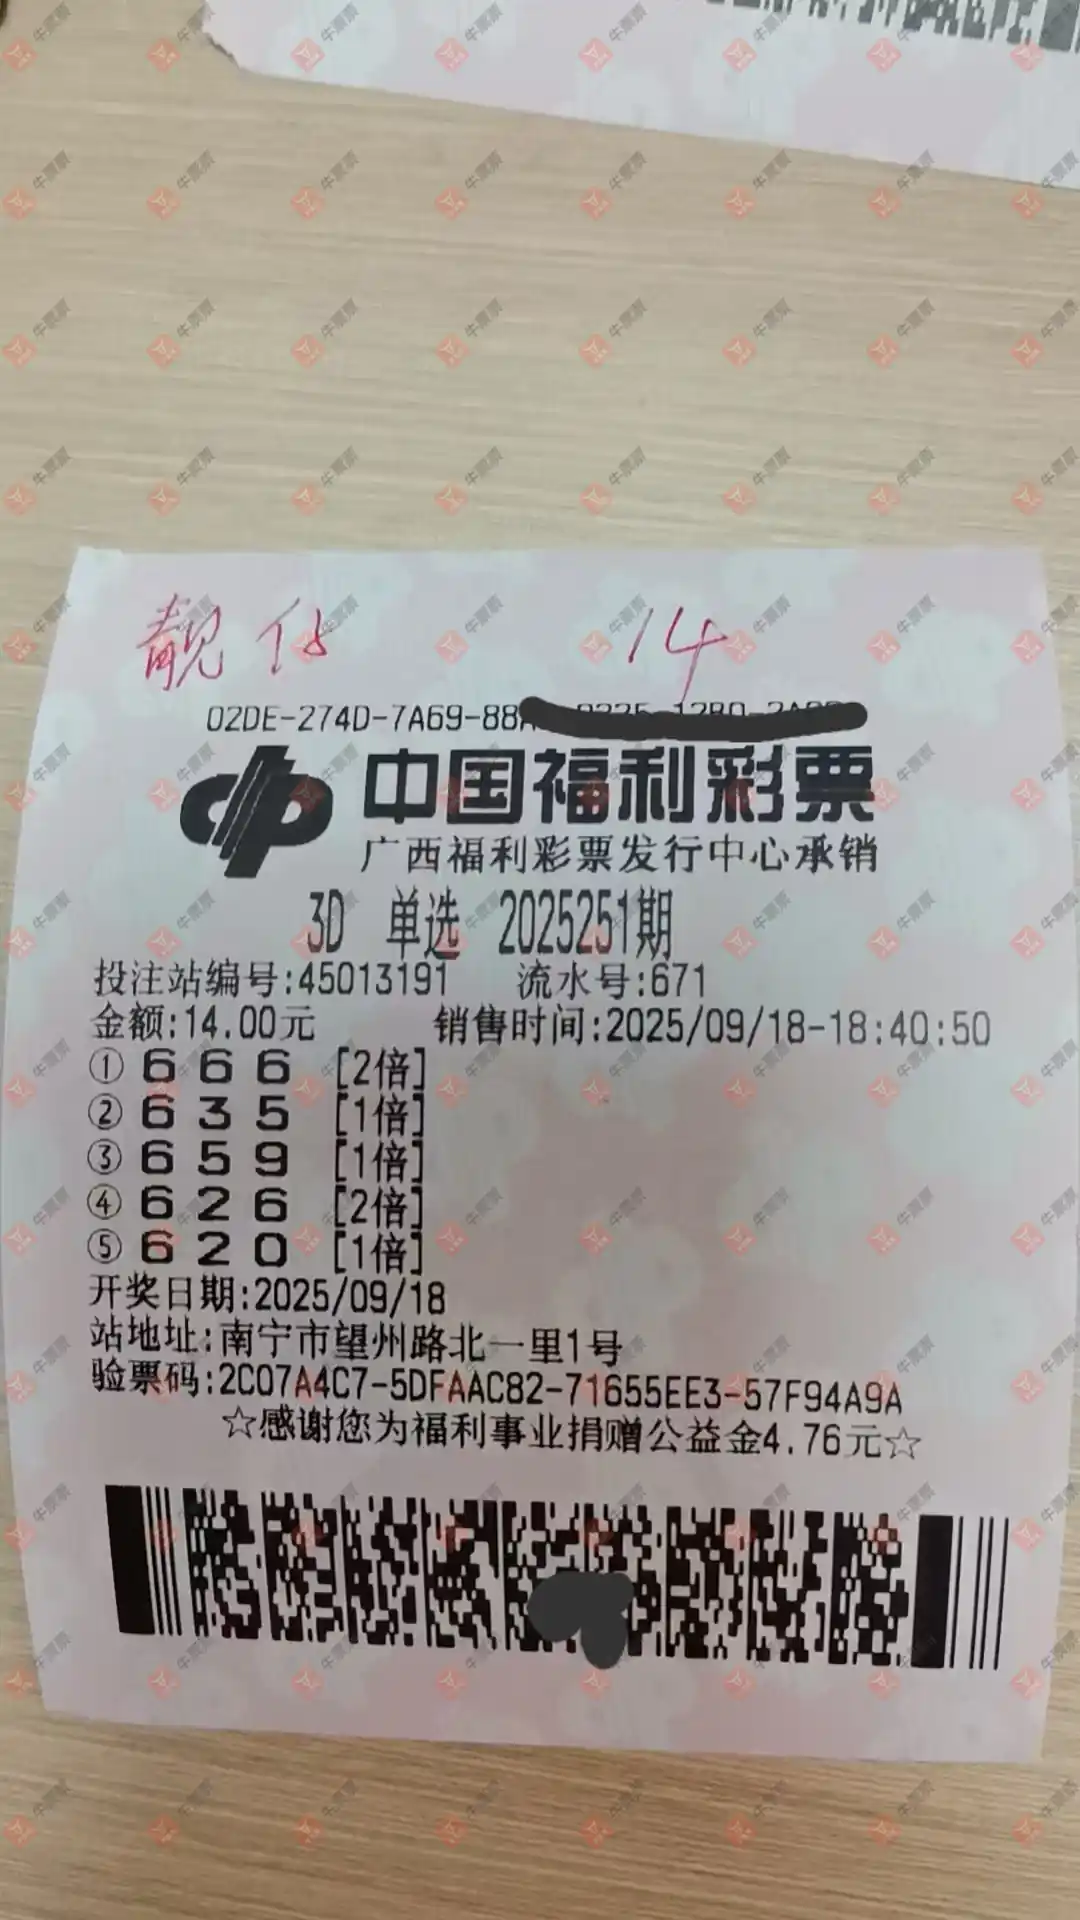 靓仔 14
02DE-274D-7A69-88
中国福利彩票
广西福利彩票发行中心承销
3D 单选 2025251期
投注站编号:45013191 流水号:671
金额:14.00元 销售时间:2025/09/18-18:40:50
① 6 6 6 [2倍]
② 6 3 5 [1倍]
③ 6 5 9 [1倍]
④ 6 2 6 [2倍]
⑤ 6 2 0 [1倍]
开奖日期:2025/09/18
站地址:南宁市望州路北一里1号
验票码:2C07A4C7-5DFAAC82-71655EE3-57F94A9A
☆感谢您为福利事业捐赠公益金4.76元☆
牛票票